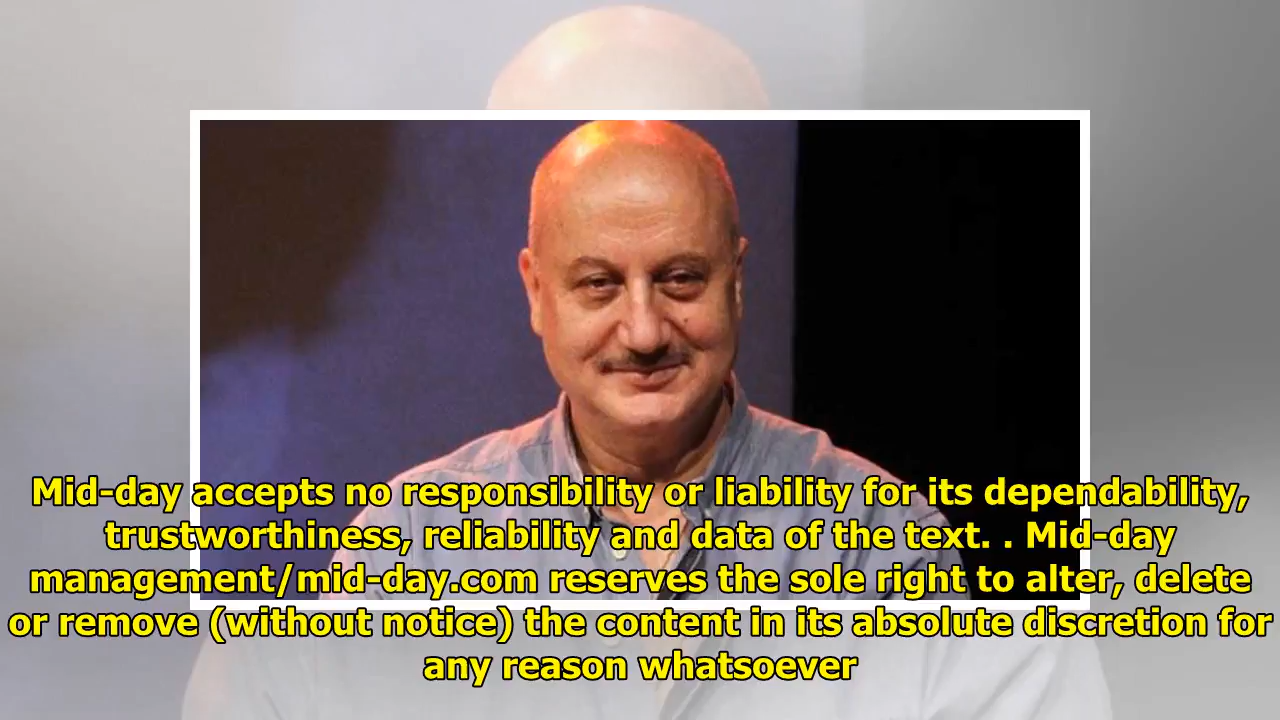 Mid-day accepts no responsibility or liability for its dependability,
trustworthiness, reliability and data of the text. . Mid-day
management/mid-day.com reserves the sole right to alter, delete
or remove (without notice) the content in its absolute discretion for
any reason whatsoever